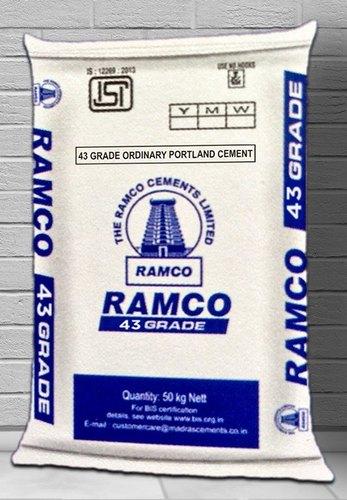 IS : 12269 : 2013
USE NO HOOKS
ISI
Y M W
43 GRADE ORDINARY PORTLAND CEMENT
THE RAMCO CEMENTS LIMITED
RAMCO
RAMCO
43 GRADE
Quantity: 50 kg Nett
For BIS certification
details, see website www.bis.org.in
E-mail : customercare@madrascements.co.in
RAMCO 43 GRADE
RAMCO 43 GRADE